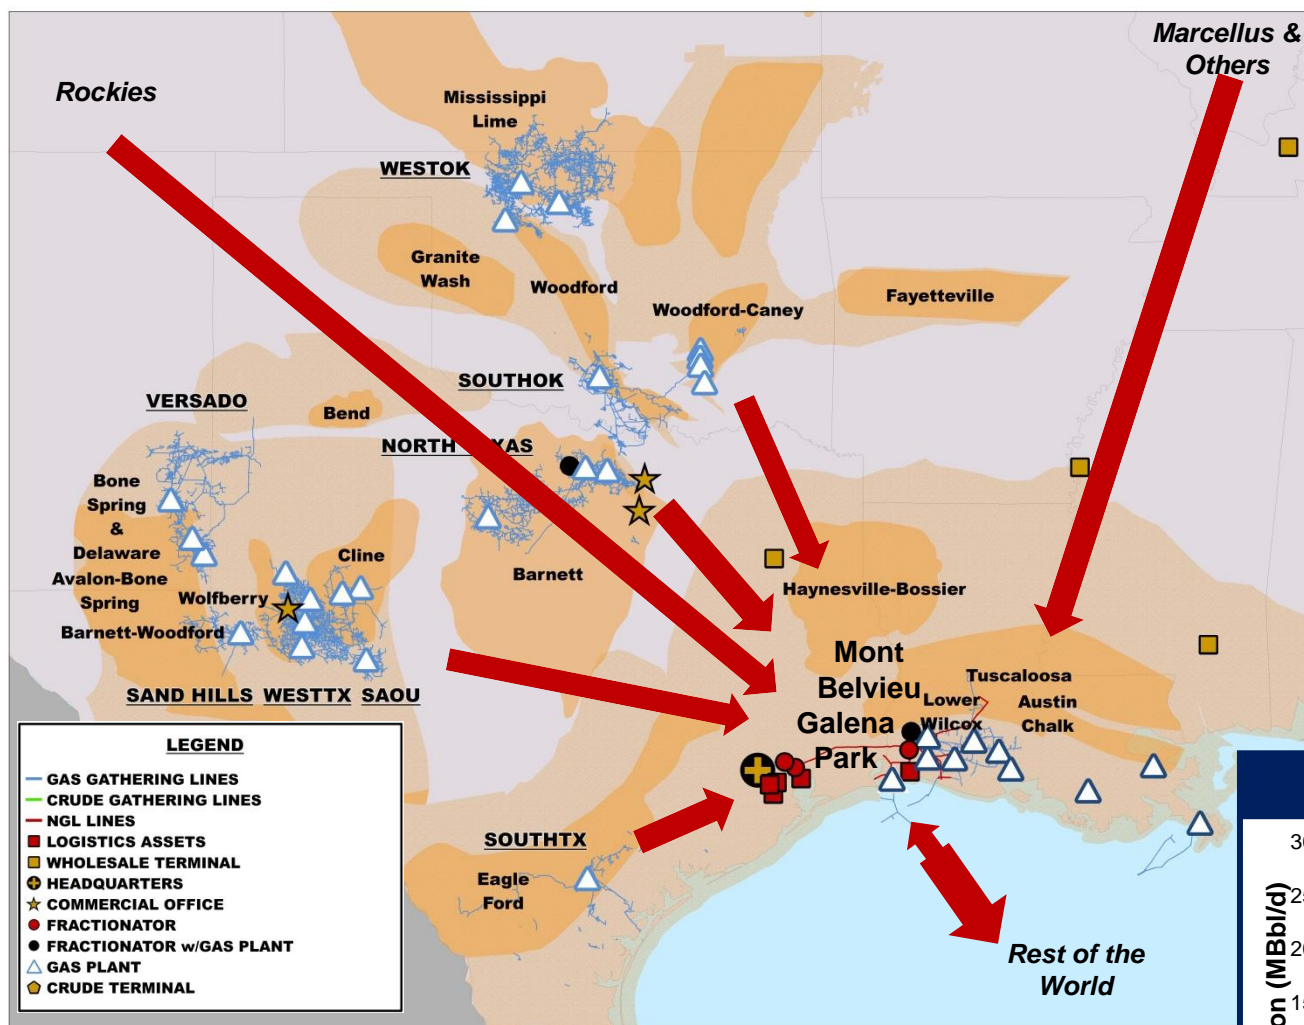 Marcellus &
Others
Rockies
Mississippi
Lime
WESTOK
Granite
Wash
Woodford
Woodford-Caney
Fayetteville
SOUTHOK
VERSADO
Bend
NORTH TEXAS
Bone
Spring
&
Delaware
Avalon-Bone
Spring
Cline
Wolfberry
Barnett-Woodford
Barnett
Haynesville-Bossier
SAND HILLS WESTTX SAOU
Mont
Belvieu
Galena
Park
Tuscaloosa
Lower
Wilcox
Austin
Chalk
SOUTHTX
Eagle
Ford
Rest of the
World
LEGEND
GAS GATHERING LINES
CRUDE GATHERING LINES
NGL LINES
LOGISTICS ASSETS
WHOLESALE TERMINAL
HEADQUARTERS
COMMERCIAL OFFICE
FRACTIONATOR
FRACTIONATOR w/GAS PLANT
GAS PLANT
CRUDE TERMINAL
(MBbl/d)